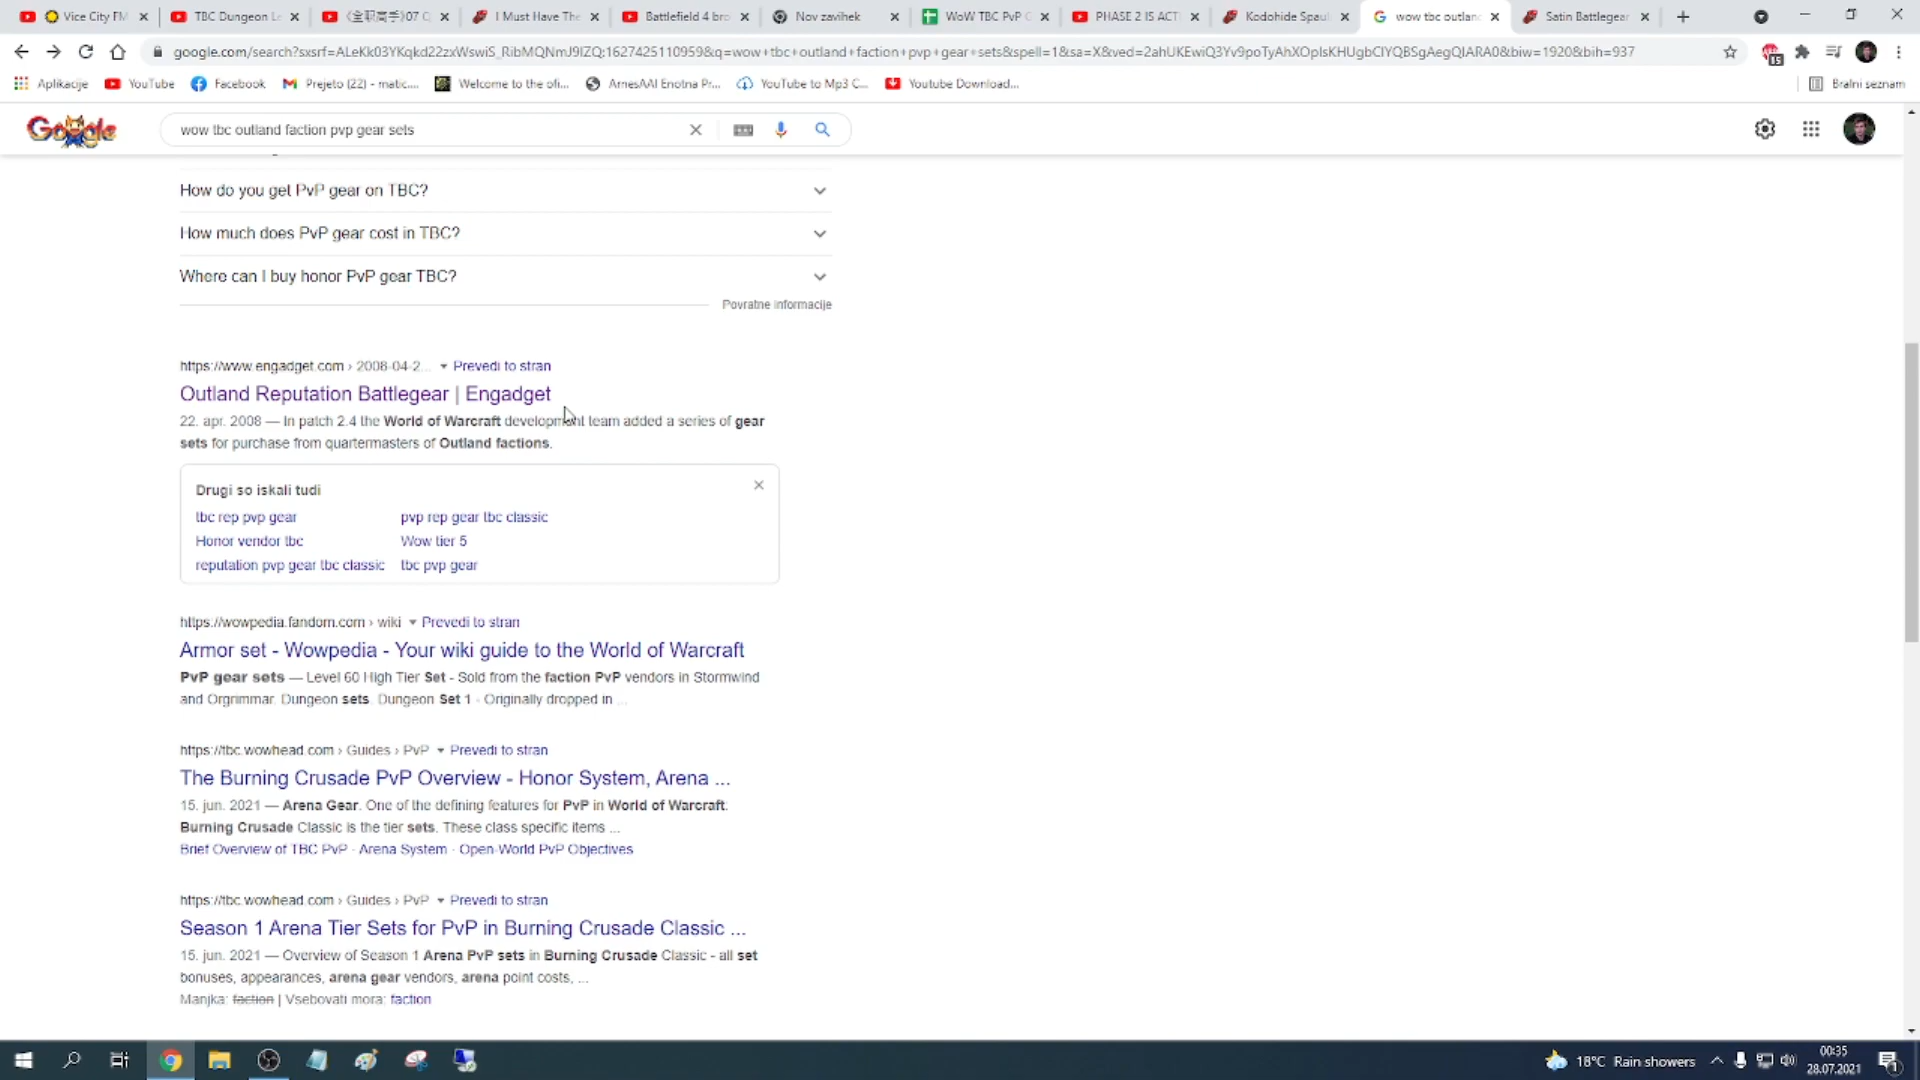 Vice City FM
TBC Dungeon L
《全职高手》07
I Must Have The
Battlefield 4 bro
Nov zavihek
WoW TBC PvP G
PHASE 2 IS ACT
Kodohide Spaul
wow tbc outlan
Satin Battlegear
google.com/search?sxsrf=ALeKk03YKqkd22zxWswiS_RibMQNmJ9IZQ:1627425110959&q=wow+tbc+outland+faction+pvp+gear+sets&spell=1&sa=X&ved=2ahUKEwiQ3Yv9poTyAhXOplsKHUgbCIYQBSgAegQIARA0&biw=1920&bih=937
15
Aplikacije
YouTube
Facebook
Prejeto (22) - matic....
Welcome to the ofi...
ArnesAAI Enotna Pr...
YouTube to Mp3 C...
Youtube Download...
Bralni seznam
Google
wow tbc outland faction pvp gear sets
How do you get PvP gear on TBC?
How much does PvP gear cost in TBC?
Where can I buy honor PvP gear TBC?
Povratne informacije
https://www.engadget.com › 2008-04-2... Prevedi to stran
Outland Reputation Battlegear | Engadget
22. apr. 2008 — In patch 2.4 the World of Warcraft development team added a series of gear
sets for purchase from quartermasters of Outland factions.
Drugi so iskali tudi
tbc rep pvp gear
pvp rep gear tbc classic
Honor vendor tbc
Wow tier 5
reputation pvp gear tbc classic
tbc pvp gear
https://wowpedia.fandom.com › wiki Prevedi to stran
Armor set - Wowpedia - Your wiki guide to the World of Warcraft
PvP gear sets — Level 60 High Tier Set - Sold from the faction PvP vendors in Stormwind
and Orgrimmar. Dungeon sets. Dungeon Set 1 · Originally dropped in ...
https://tbc.wowhead.com › Guides › PvP Prevedi to stran
The Burning Crusade PvP Overview - Honor System, Arena ...
15. jun. 2021 — Arena Gear. One of the defining features for PvP in World of Warcraft.
Burning Crusade Classic is the tier sets. These class specific items ...
Brief Overview of TBC PvP · Arena System · Open-World PvP Objectives
https://tbc.wowhead.com › Guides › PvP Prevedi to stran
Season 1 Arena Tier Sets for PvP in Burning Crusade Classic ...
15. jun. 2021 — Overview of Season 1 Arena PvP sets in Burning Crusade Classic - all set
bonuses, appearances, arena gear vendors, arena point costs, ...
Manjka: faction | Vsebovati mora: faction
18°C Rain showers
00:35
28.07.2021
1